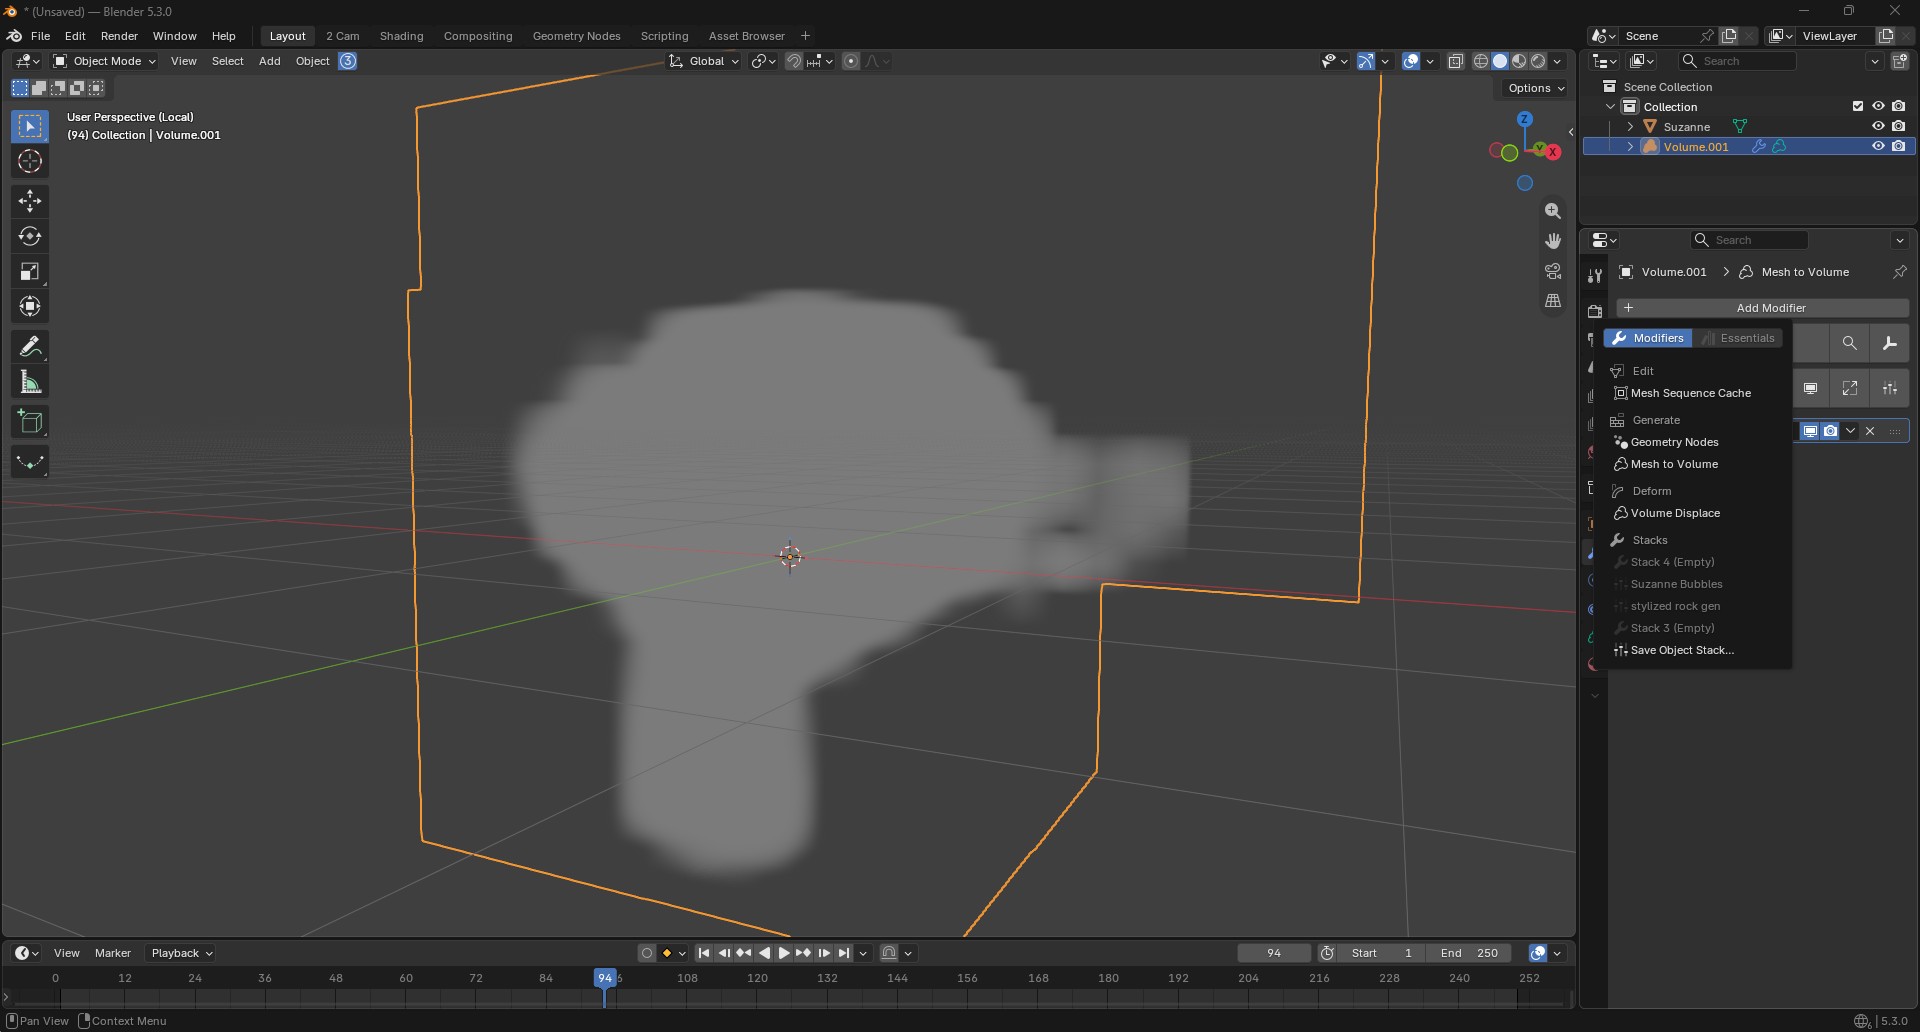 * (Unsaved) — Blender 5.3.0
File Edit Render Window Help Layout 2 Cam Shading Compositing Geometry Nodes Scripting Asset Browser + Scene ViewLayer
Object Mode View Select Add Object 3 Global Search
Options
User Perspective (Local)
(94) Collection | Volume.001
Z
Y
X
Scene Collection
Collection
Suzanne
Volume.001
Search
Volume.001 > Mesh to Volume
+ Add Modifier
Modifiers Essentials
Edit
Mesh Sequence Cache
Generate
Geometry Nodes
Mesh to Volume
Deform
Volume Displace
Stacks
Stack 4 (Empty)
Suzanne Bubbles
stylized rock gen
Stack 3 (Empty)
Save Object Stack...
View Marker Playback 94 Start 1 End 250
0 12 24 36 48 60 72 84 94 108 120 132 144 156 168 180 192 204 216 228 240 252
Pan View Context Menu 5.3.0